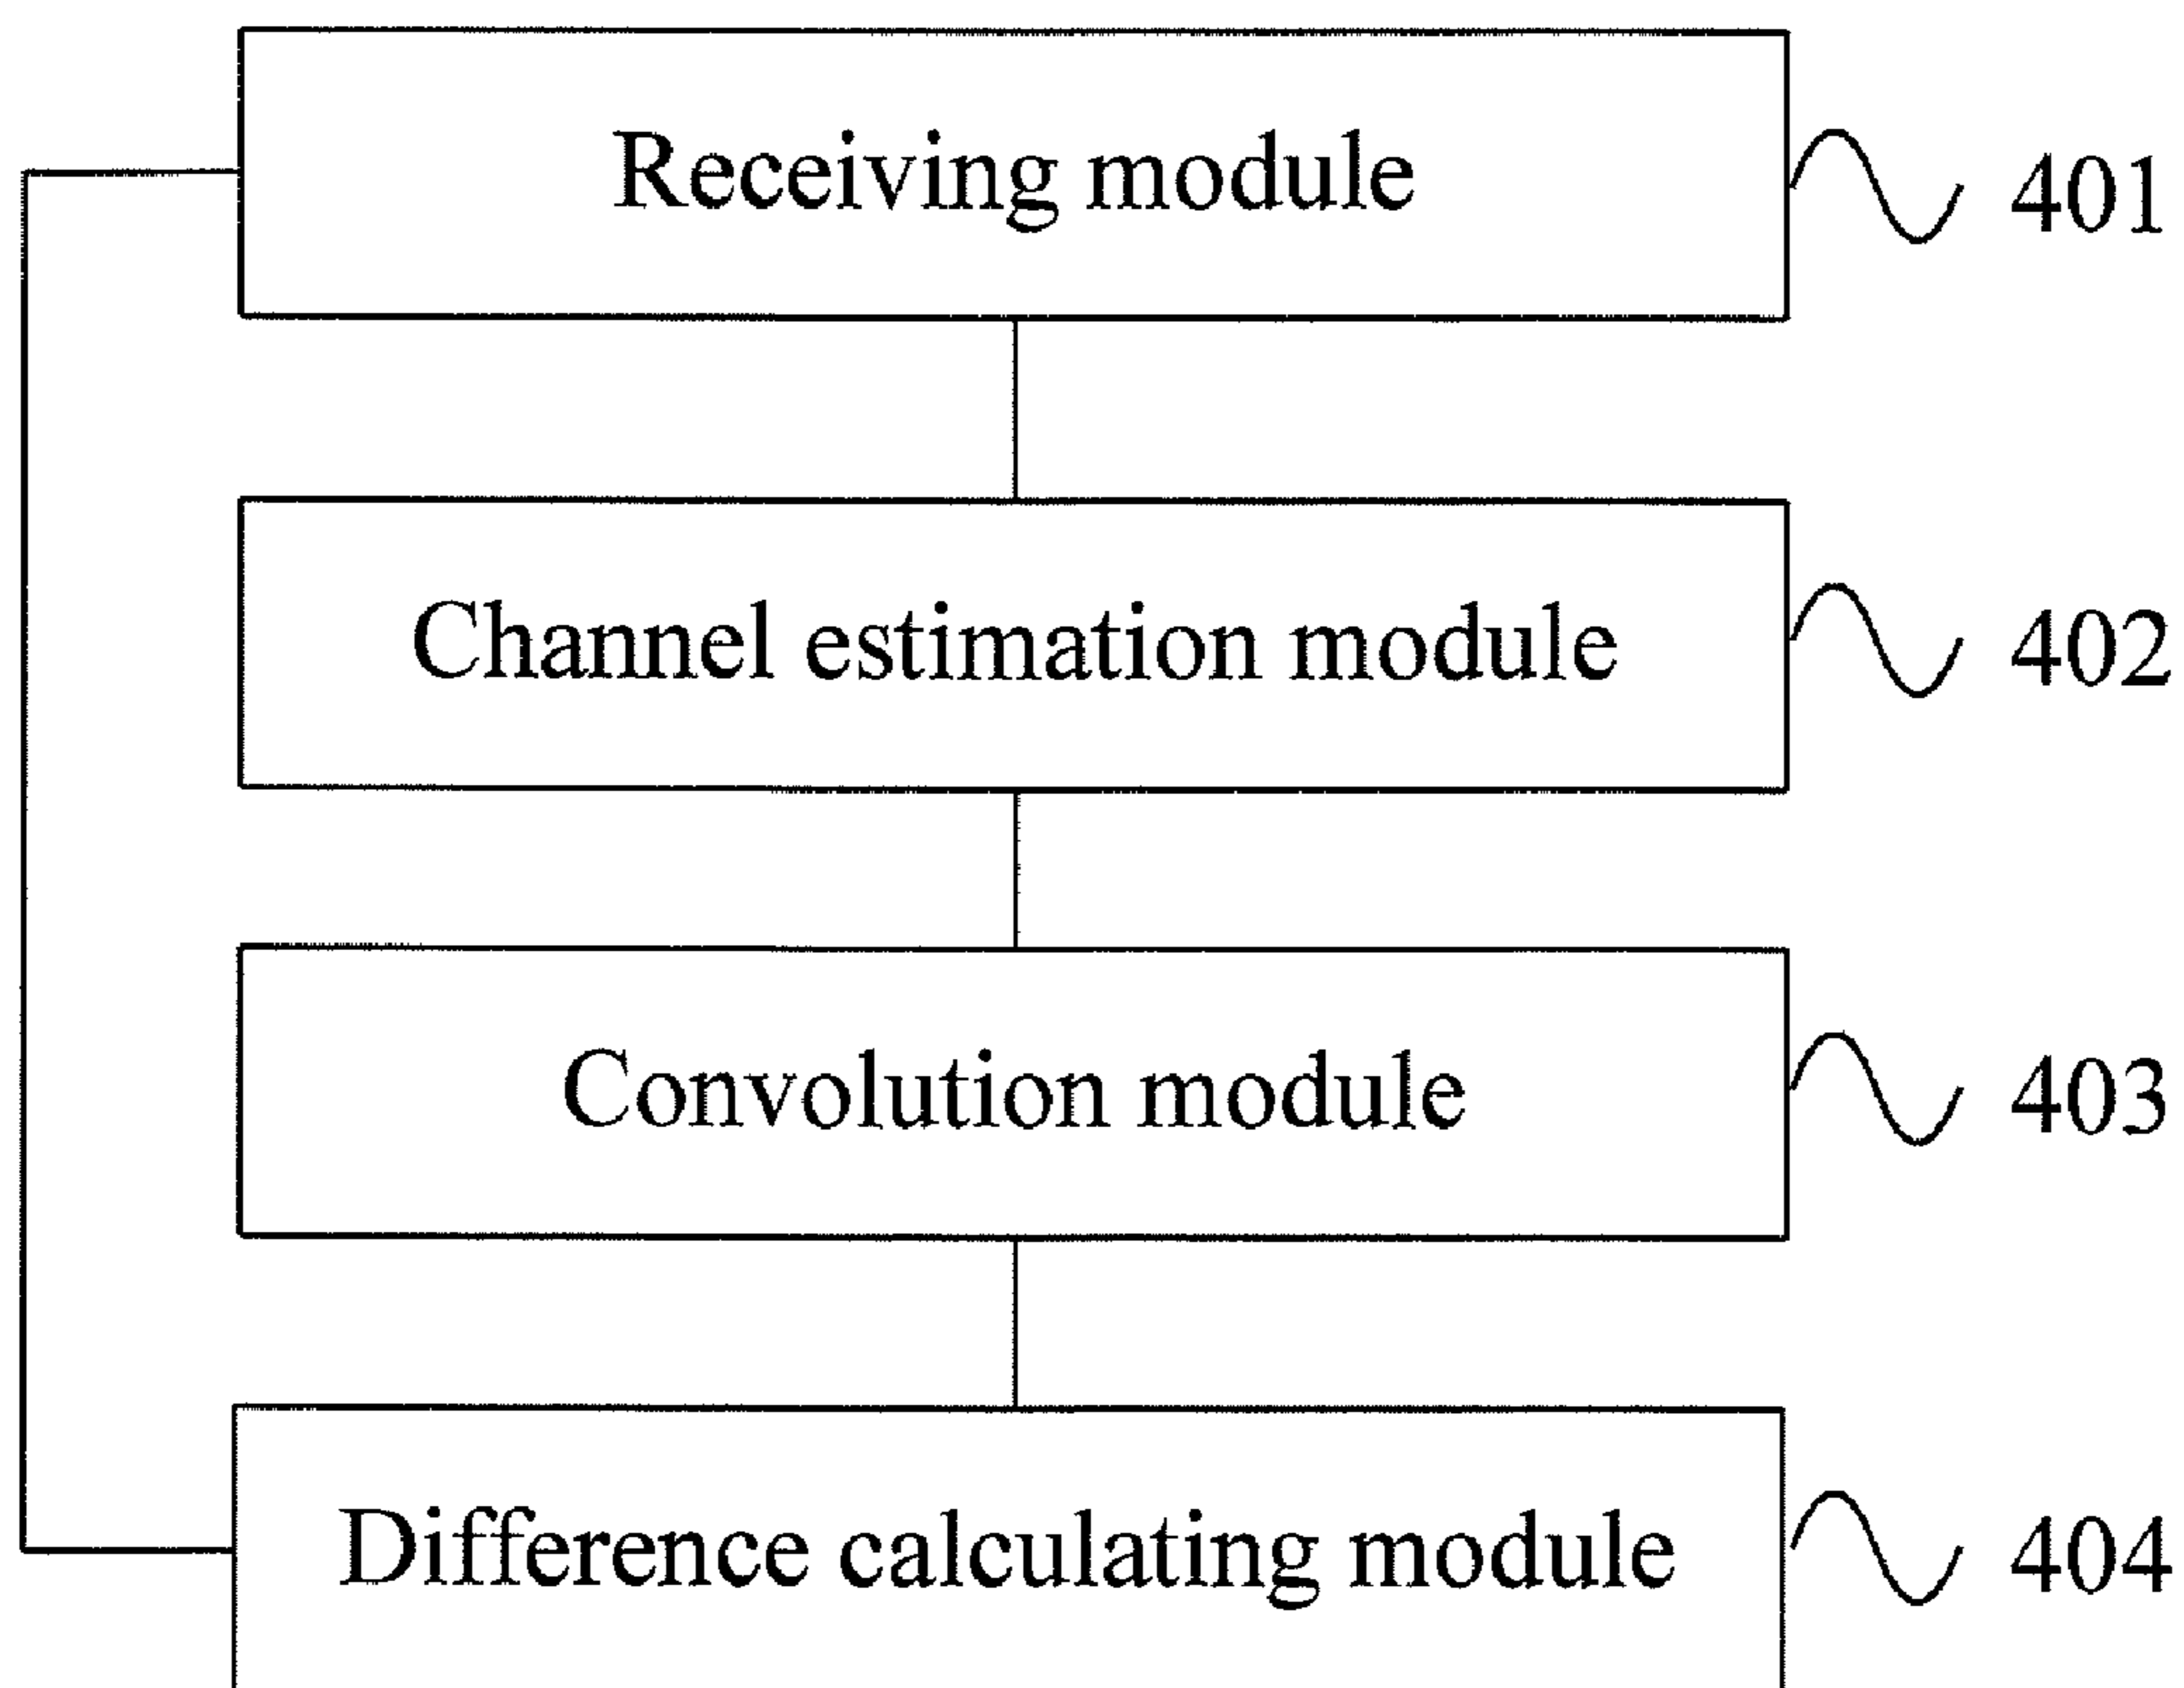 Receiving module 401
Channel estimation module 402
Convolution module 403
Difference calculating module 404